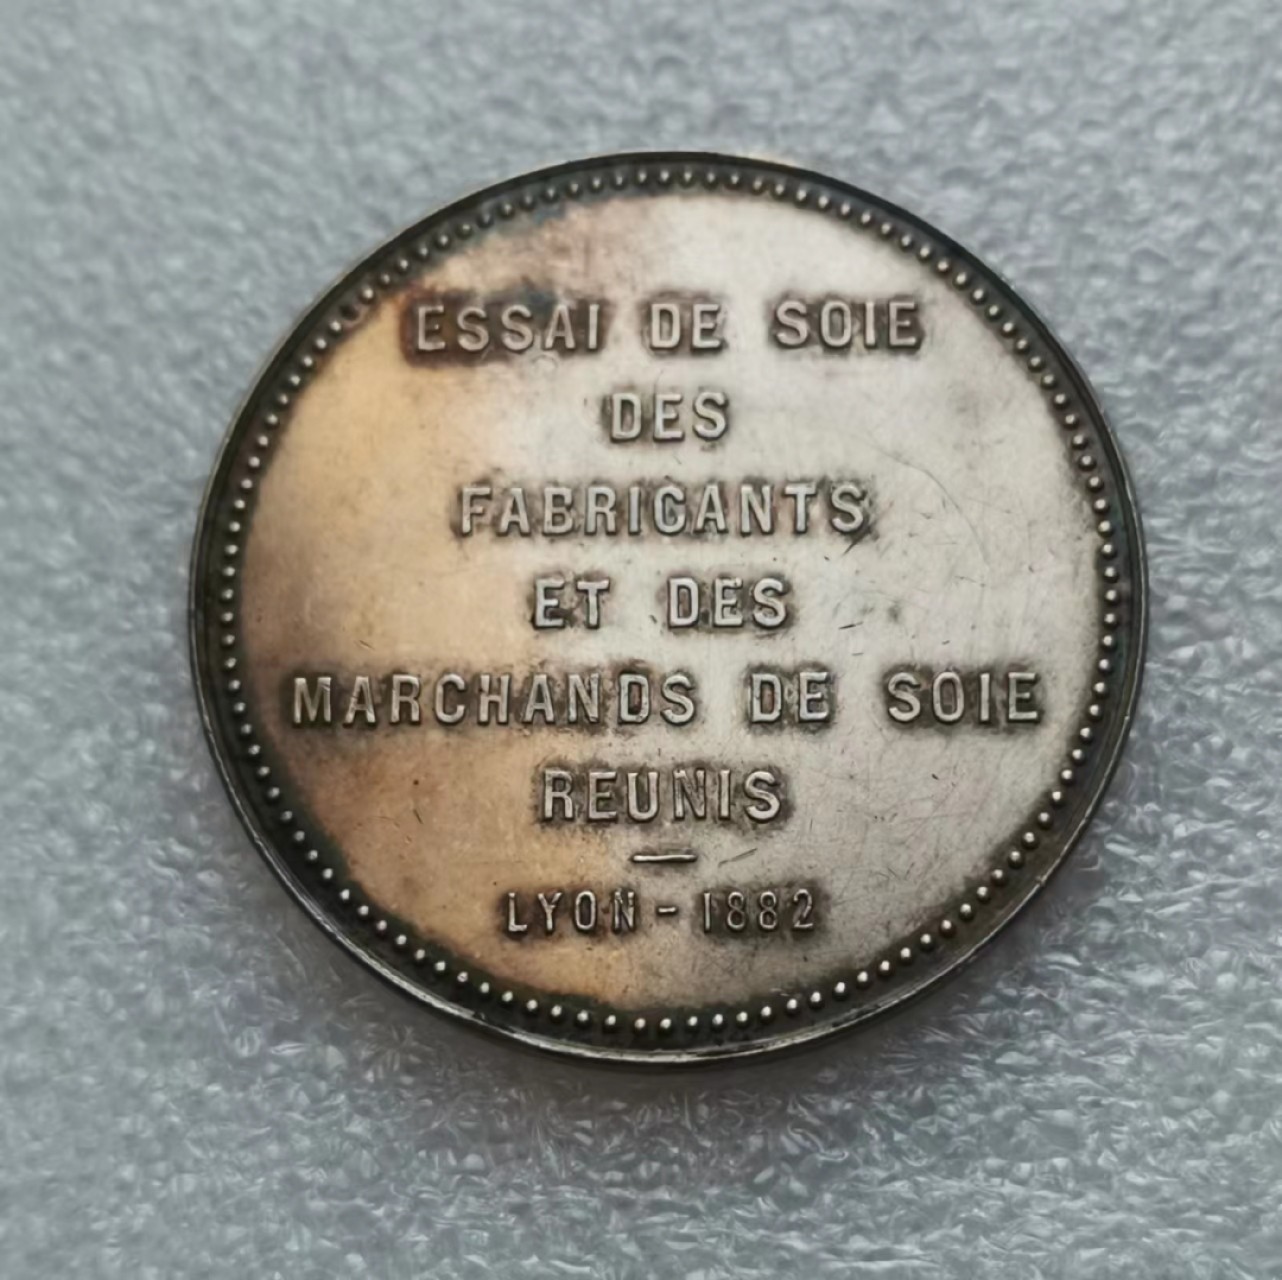 ESSAI DE SOIE
DES
FABRICANTS
ET DES
MARCHANDS DE SOIE
REUNIS
LYON - 1882